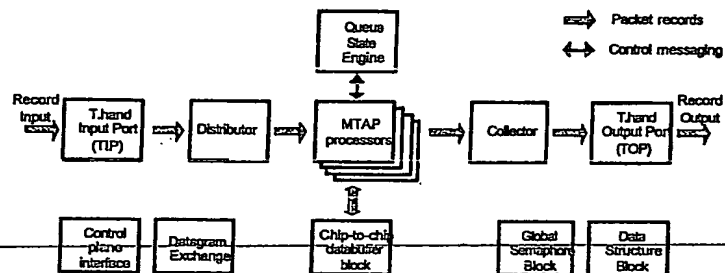 Queue
State
Engine
Packet records
Control messaging
Record
Input
T.hand
Input Port
(TIP)
Distributor
MTAP
processors
Collector
T.hand
Output Port
(TOP)
Record
Output
Control
plane
interface
Datagram
Exchange
Chip-to-chip
databuffer
block
Global
Semaphore
Block
Data
Structure
Block